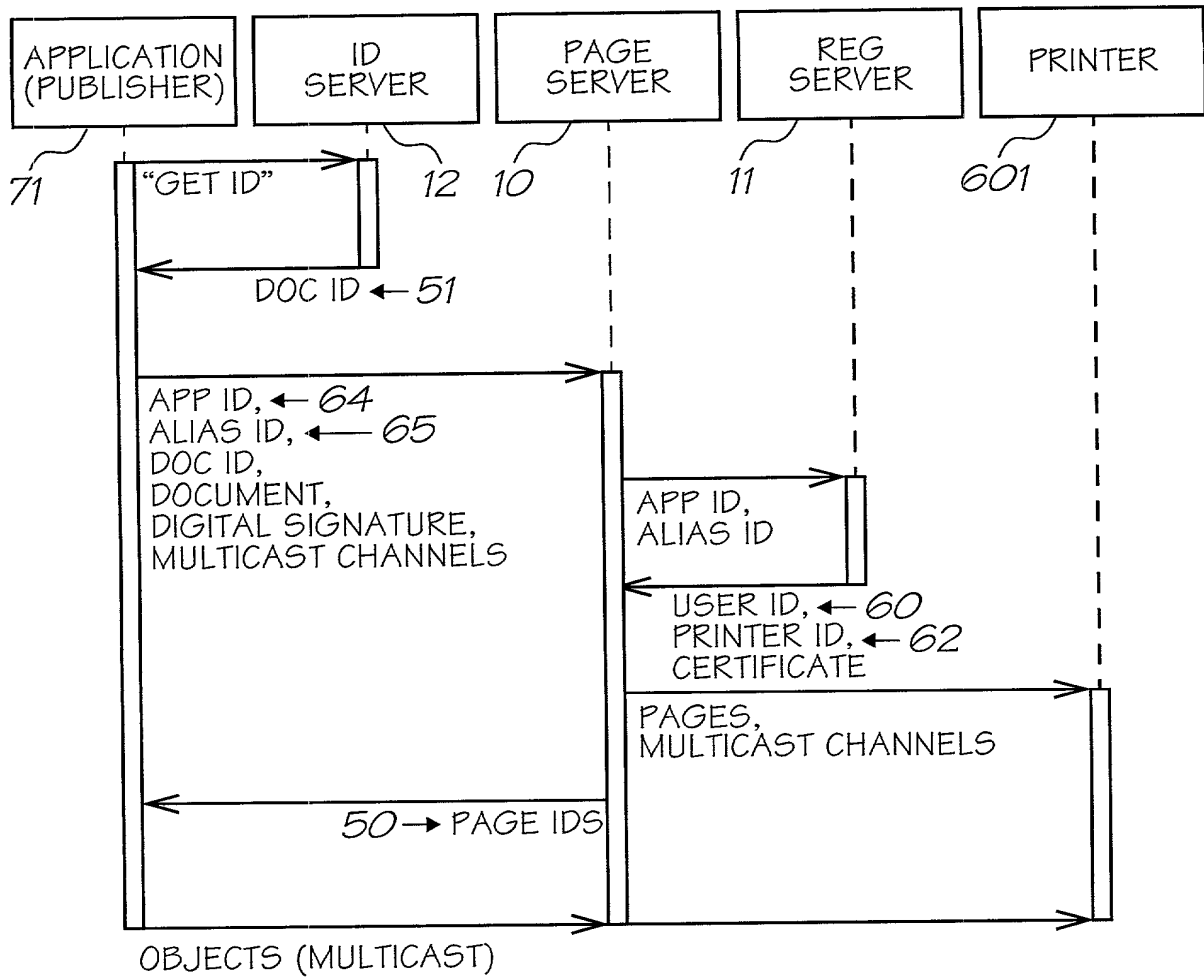 APPLICATION
(PUBLISHER)
ID
SERVER
PAGE
SERVER
REG
SERVER
PRINTER
71
12
10
11
601
“GET ID”
DOC ID 51
APP ID, 64
ALIAS ID, 65
DOC ID,
DOCUMENT,
DIGITAL SIGNATURE,
MULTICAST CHANNELS
APP ID,
ALIAS ID
USER ID, 60
PRINTER ID, 62
CERTIFICATE
PAGES,
MULTICAST CHANNELS
50 PAGE IDS
OBJECTS (MULTICAST)